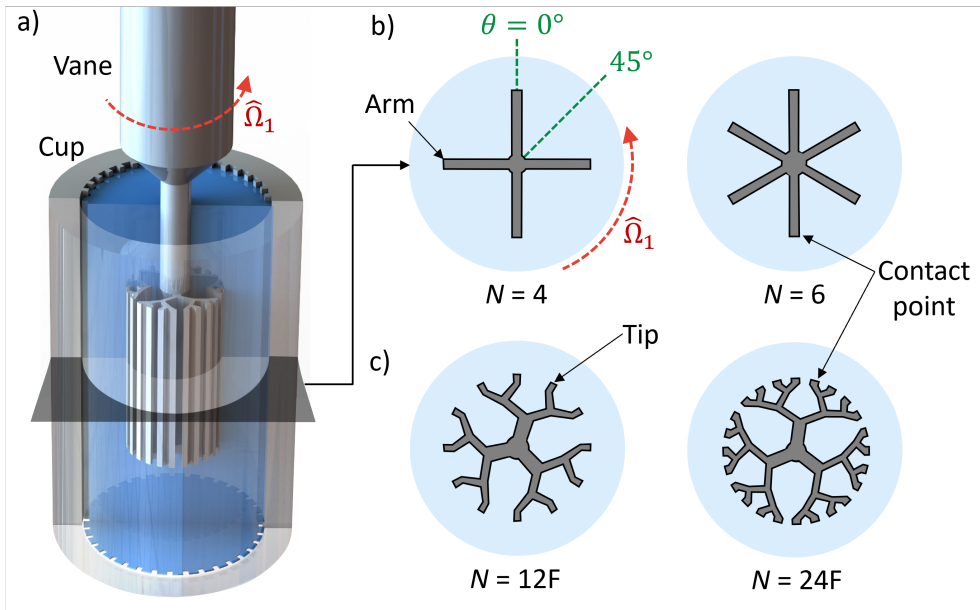 a)
Vane
Ω̂₁
Cup
b)
θ = 0°
45°
Arm
Ω̂₁
N = 4
N = 6
Contact
point
c)
Tip
N = 12F
N = 24F